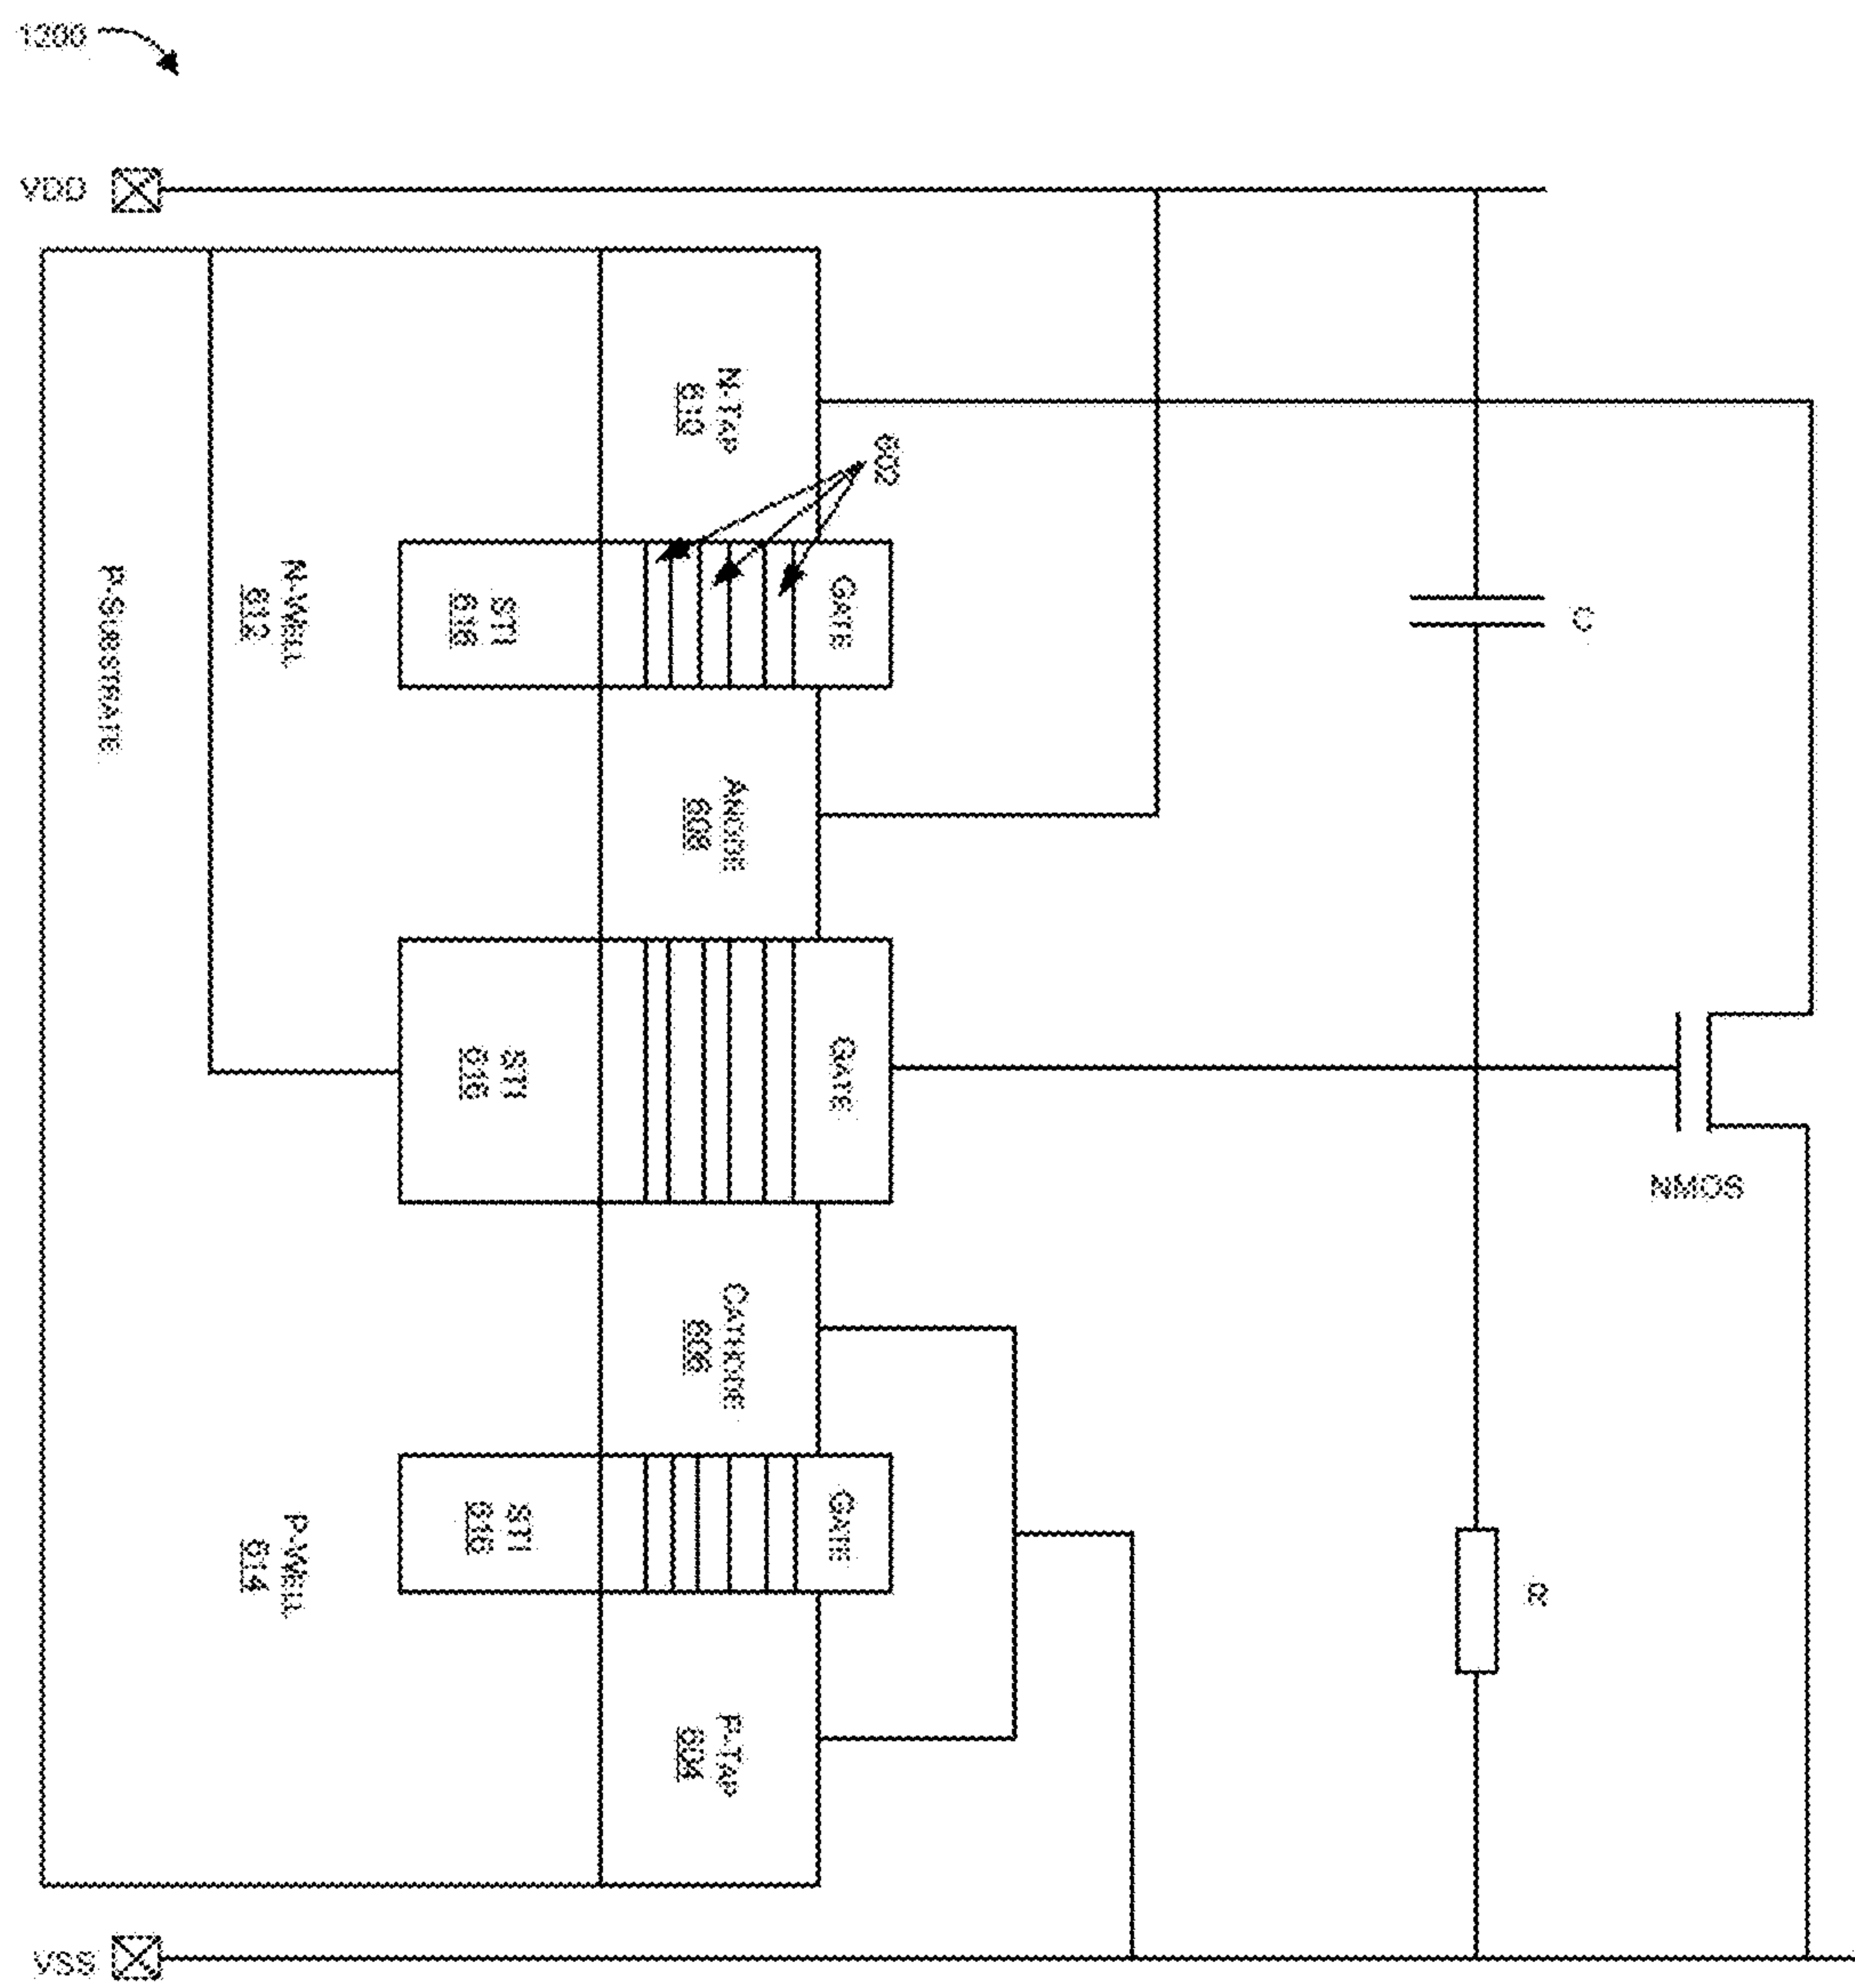 1200
VDD
N-TAP
610
602
GATE
STI
616
N-WELL
612
P-SUBSTRATE
C
ANODE
608
GATE
STI
616
NMOS
CATHODE
606
GATE
STI
616
P-WELL
614
R
P-TAP
604
VSS